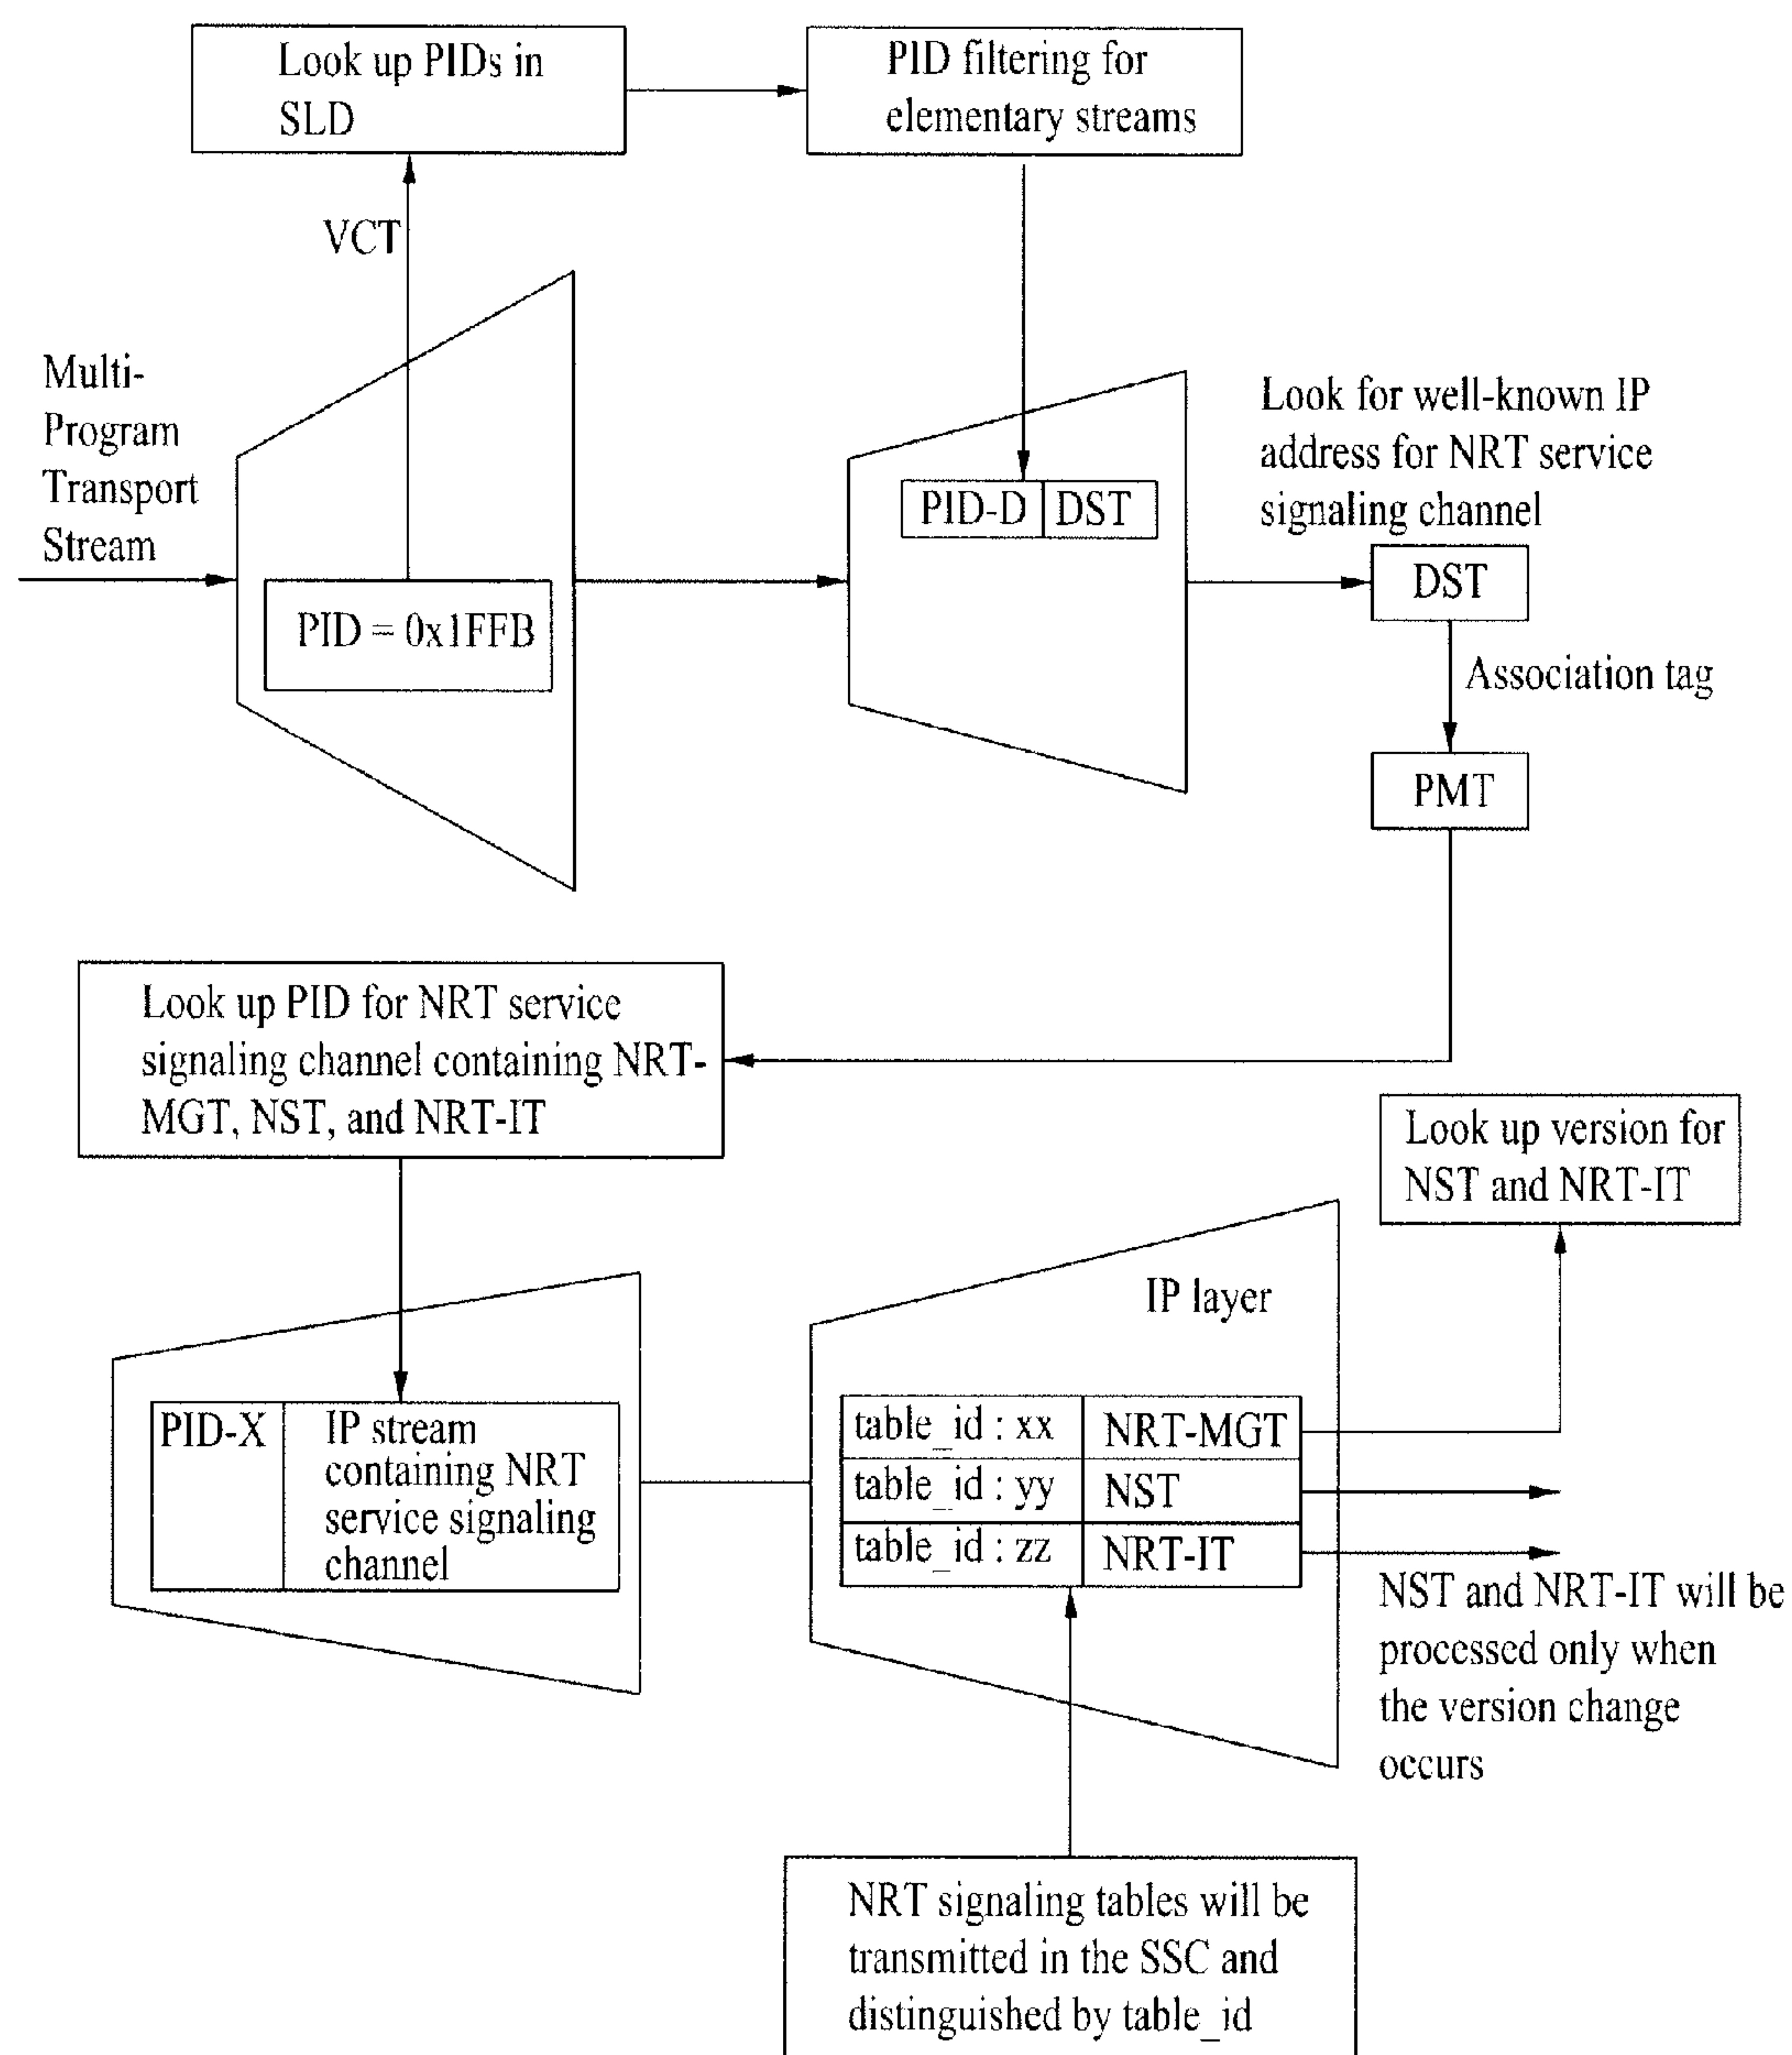 Look up PIDs in
SLD
PID filtering for
elementary streams
VCT
Multi-
Program
Transport
Stream
PID = 0x1FFB
PID-D
DST
Look for well-known IP
address for NRT service
signaling channel
DST
Association tag
PMT
Look up PID for NRT service
signaling channel containing NRT-
MGT, NST, and NRT-IT
Look up version for
NST and NRT-IT
PID-X
IP stream
containing NRT
service signaling
channel
IP layer
table_id : xx
NRT-MGT
table_id : yy
NST
table_id : zz
NRT-IT
NST and NRT-IT will be
processed only when
the version change
occurs
NRT signaling tables will be
transmitted in the SSC and
distinguished by table_id